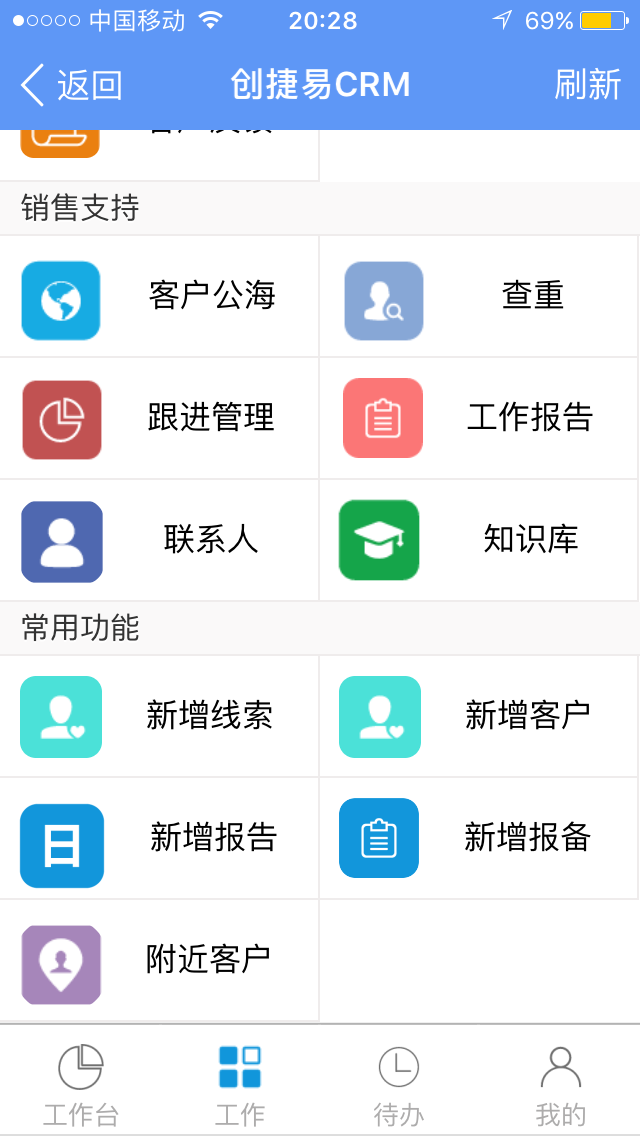 中国移动 20:28 69%
返回 创捷易CRM 刷新
销售支持
客户公海 查重
跟进管理 工作报告
联系人 知识库
常用功能
新增线索 新增客户
日 新增报告 新增报备
附近客户
工作台 工作 待办 我的